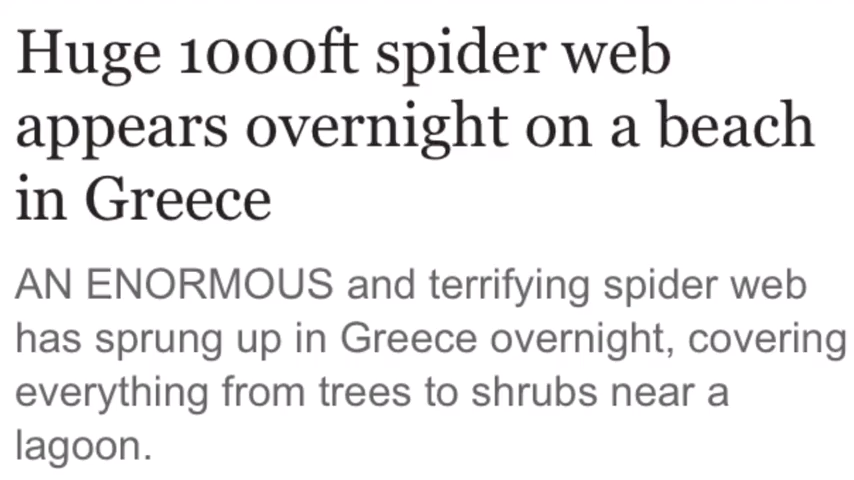 Huge 1000ft spider web
appears overnight on a beach
in Greece
AN ENORMOUS and terrifying spider web
has sprung up in Greece overnight, covering
everything from trees to shrubs near a
lagoon.